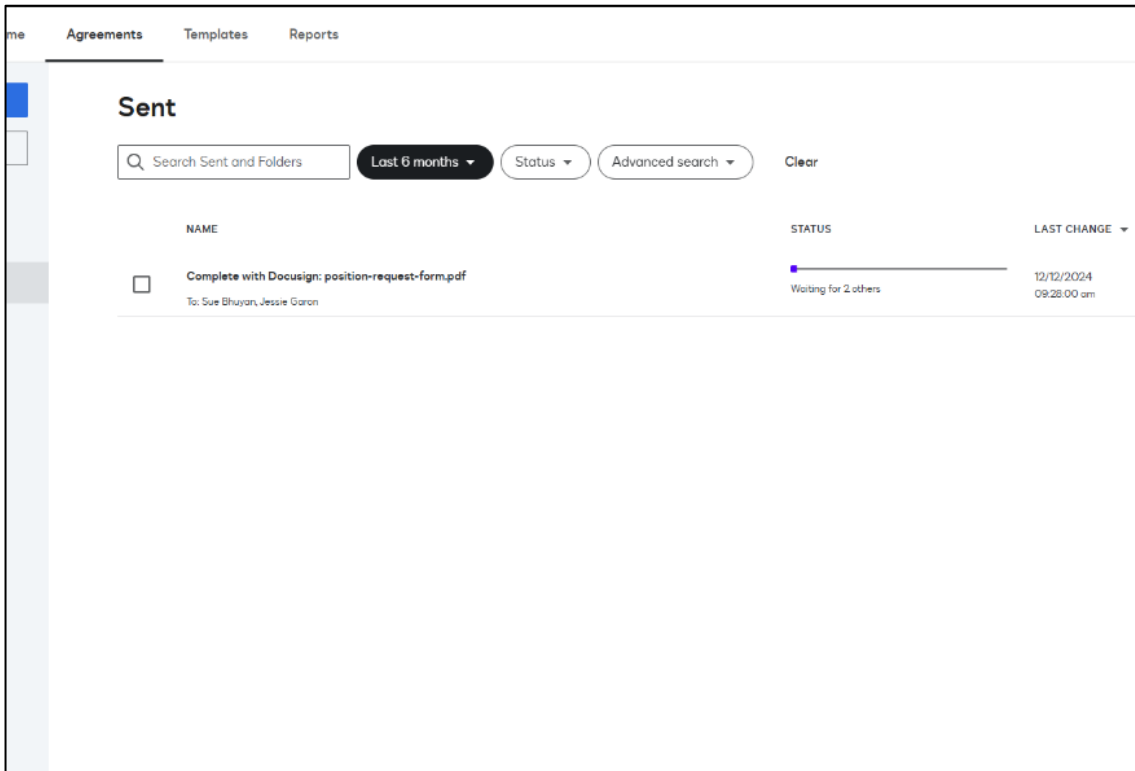 me Agreements Templates Reports
Sent
Search Sent and Folders Last 6 months Status Advanced search Clear
NAME STATUS LAST CHANGE
Complete with Docusign: position-request-form.pdf
To: Sue Bhuyan, Jessie Garon
Waiting for 2 others
12/12/2024
09:28:00 am